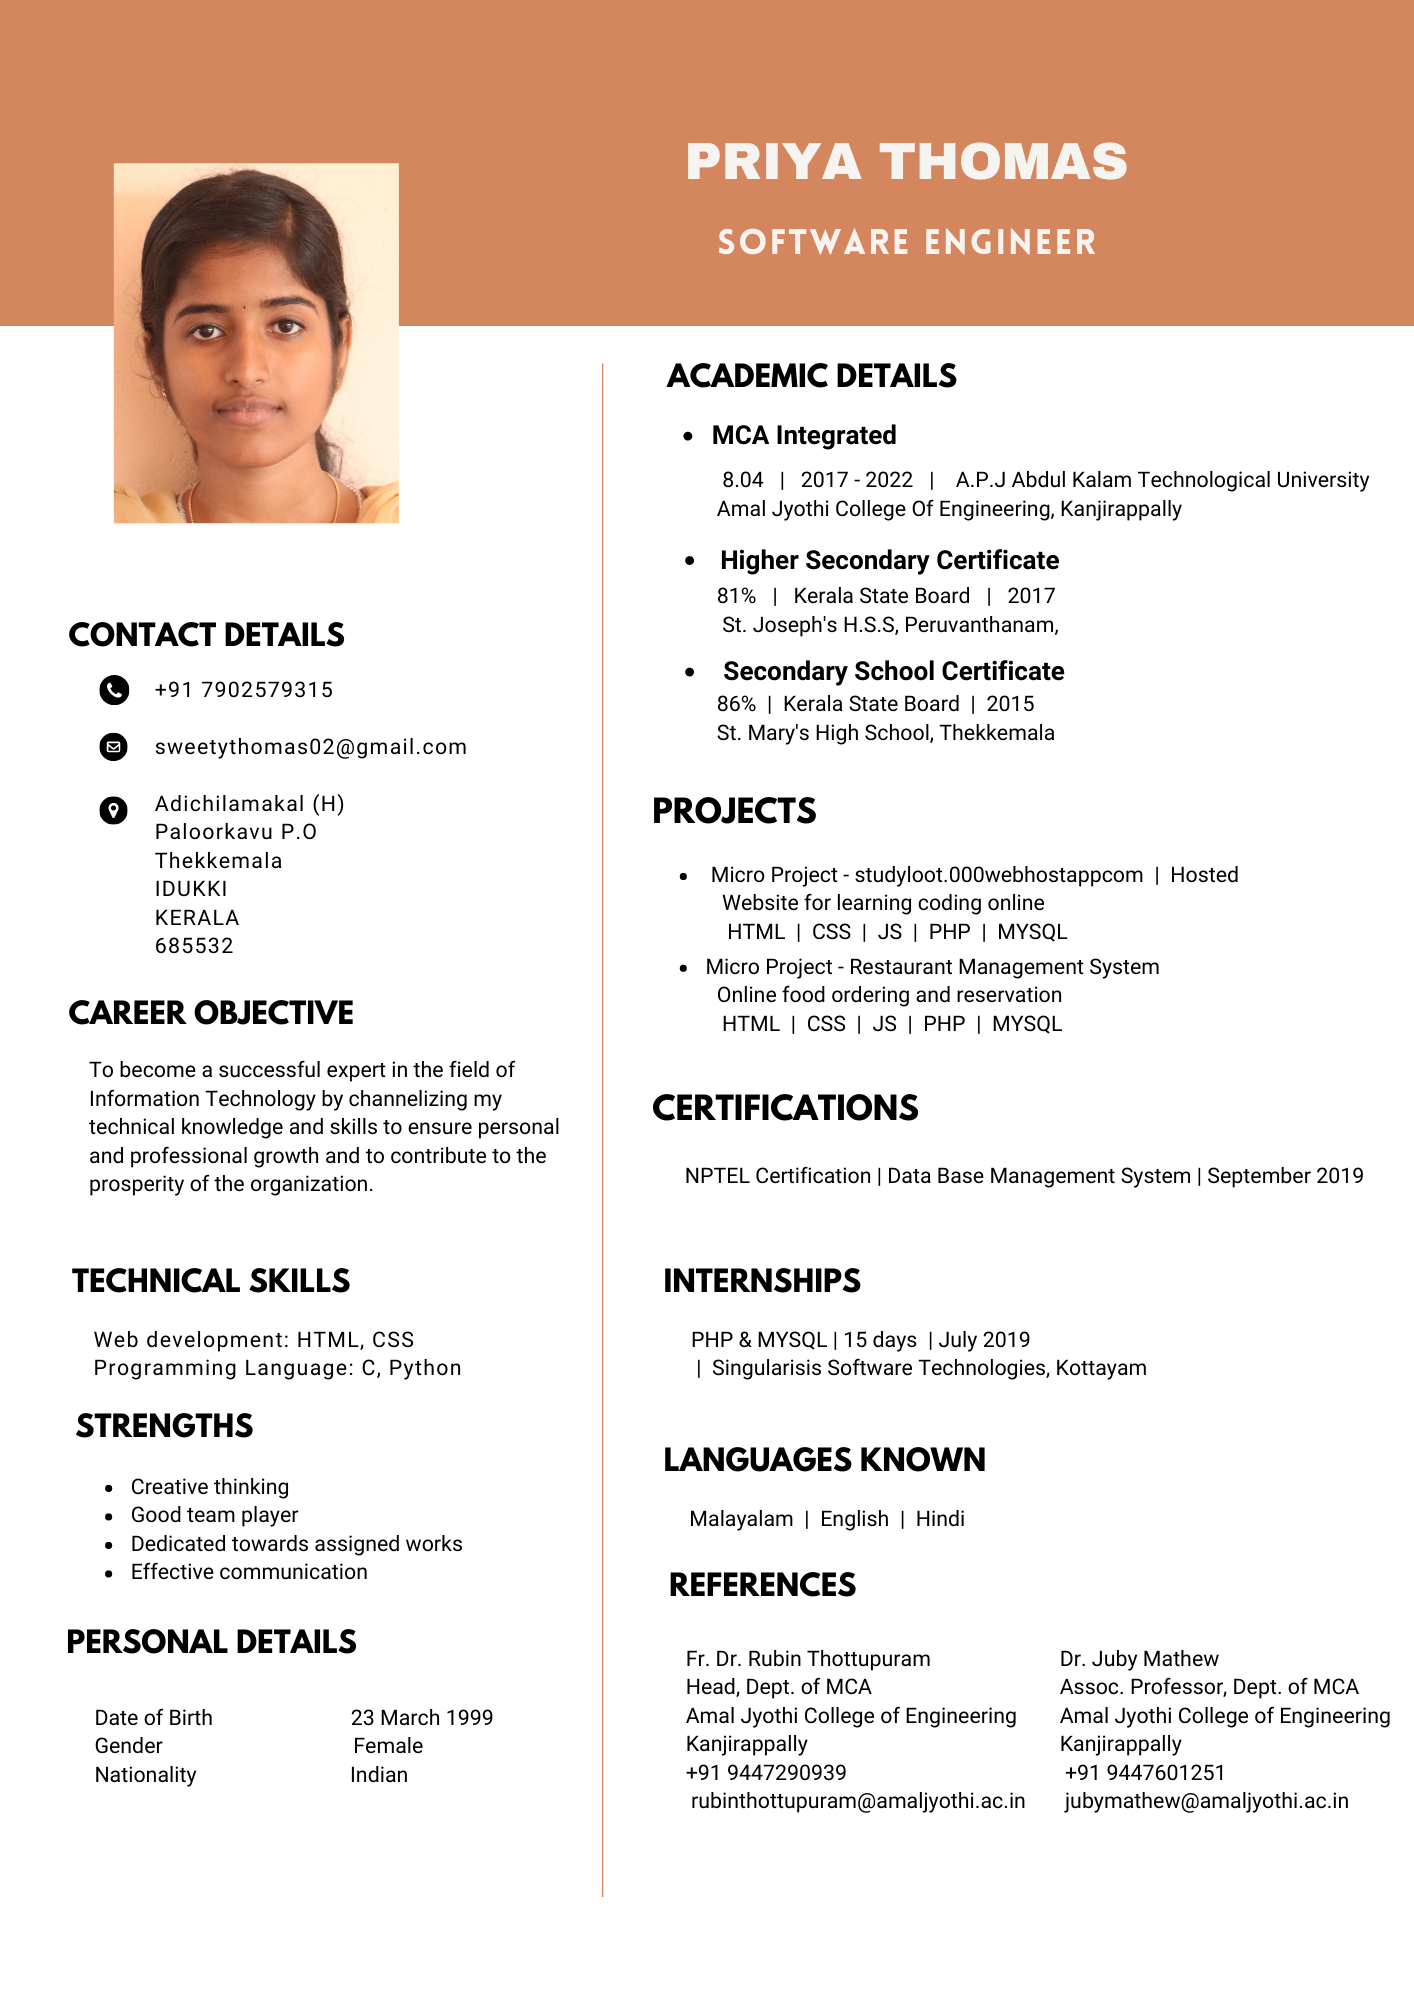 PRIYA THOMAS
SOFTWARE ENGINEER
CONTACT DETAILS
+91 7902579315
sweetythomas02@gmail.com
Adichilamakal (H)
Paloorkavu P.O
Thekkemala
IDUKKI
KERALA
685532
CAREER OBJECTIVE
To become a successful expert in the field of
Information Technology by channelizing my
technical knowledge and skills to ensure personal
and professional growth and to contribute to the
prosperity of the organization.
TECHNICAL SKILLS
Web development: HTML, CSS
Programming Language: C, Python
STRENGTHS
• Creative thinking
• Good team player
• Dedicated towards assigned works
• Effective communication
PERSONAL DETAILS
Date of Birth 23 March 1999
Gender Female
Nationality Indian
ACADEMIC DETAILS
• MCA Integrated
8.04 | 2017 - 2022 | A.P.J Abdul Kalam Technological University
Amal Jyothi College Of Engineering, Kanjirappally
• Higher Secondary Certificate
81% | Kerala State Board | 2017
St. Joseph's H.S.S, Peruvanthanam,
• Secondary School Certificate
86% | Kerala State Board | 2015
St. Mary's High School, Thekkemala
PROJECTS
• Micro Project - studyloot.000webhostappcom | Hosted
Website for learning coding online
HTML | CSS | JS | PHP | MYSQL
• Micro Project - Restaurant Management System
Online food ordering and reservation
HTML | CSS | JS | PHP | MYSQL
CERTIFICATIONS
NPTEL Certification | Data Base Management System | September 2019
INTERNSHIPS
PHP & MYSQL | 15 days | July 2019
| Singularisis Software Technologies, Kottayam
LANGUAGES KNOWN
Malayalam | English | Hindi
REFERENCES
Fr. Dr. Rubin Thottupuram
Head, Dept. of MCA
Amal Jyothi College of Engineering
Kanjirappally
+91 9447290939
rubinthottupuram@amaljyothi.ac.in
Dr. Juby Mathew
Assoc. Professor, Dept. of MCA
Amal Jyothi College of Engineering
Kanjirappally
+91 9447601251
jubymathew@amaljyothi.ac.in